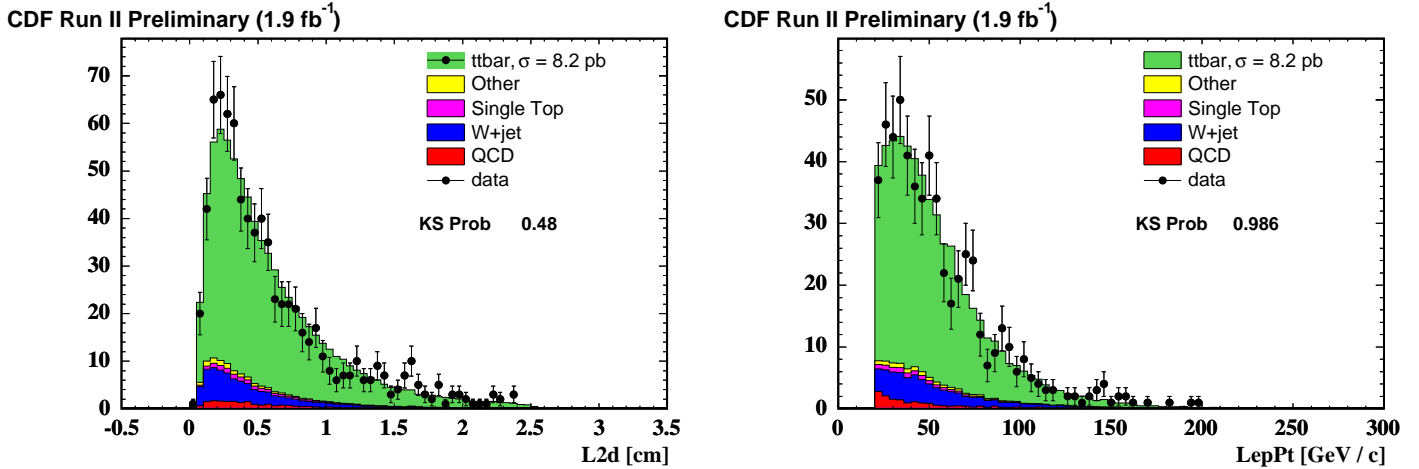 CDF Run II Preliminary (1.9 fb⁻¹)
70
60
50
40
30
20
10
0
-0.5 0 0.5 1 1.5 2 2.5 3 3.5
L2d [cm]
ttbar, σ = 8.2 pb
Other
Single Top
W+jet
QCD
data
KS Prob 0.48
CDF Run II Preliminary (1.9 fb⁻¹)
50
40
30
20
10
0
0 50 100 150 200 250 300
LepPt [GeV / c]
ttbar, σ = 8.2 pb
Other
Single Top
W+jet
QCD
data
KS Prob 0.986